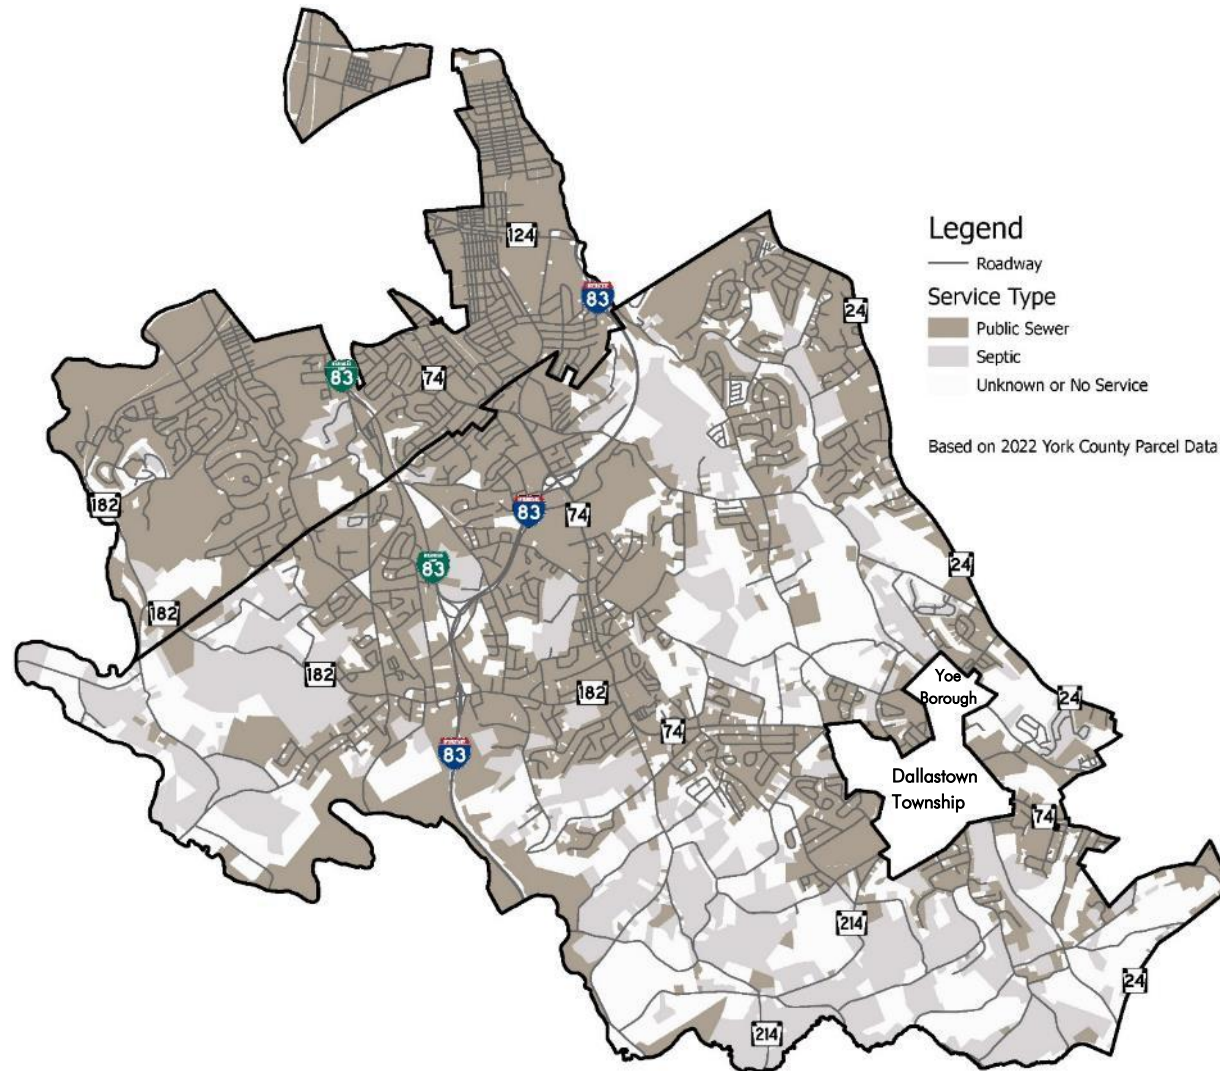 124
83
24
Legend
Roadway
Service Type
Public Sewer
Septic
Unknown or No Service
Based on 2022 York County Parcel Data
83
74
182
83
74
83
24
182
182
182
Yoe
Borough
24
74
83
Dallastown
Township
74
214
24
214